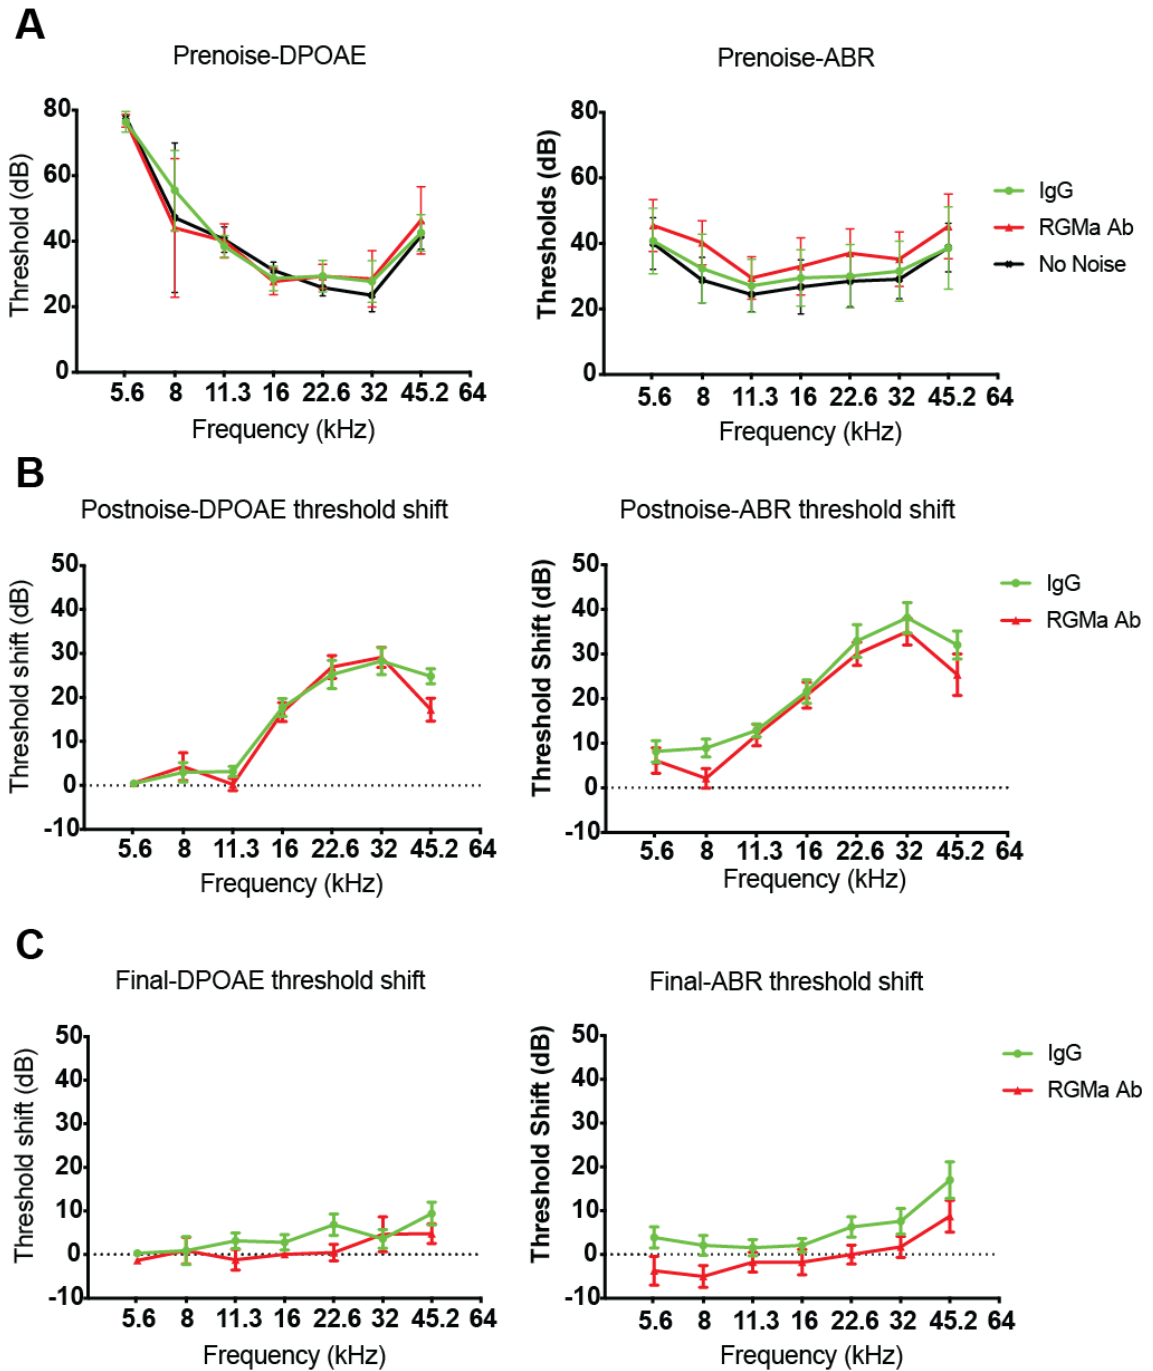 A
Prenoise-DPOAE
Threshold (dB)
80
60
40
20
0
5.6 8 11.3 16 22.6 32 45.2 64
Frequency (kHz)
Prenoise-ABR
Thresholds (dB)
80
60
40
20
0
5.6 8 11.3 16 22.6 32 45.2 64
Frequency (kHz)
IgG
RGMa Ab
No Noise
B
Postnoise-DPOAE threshold shift
Threshold shift (dB)
50
40
30
20
10
0
-10
5.6 8 11.3 16 22.6 32 45.2 64
Frequency (kHz)
Postnoise-ABR threshold shift
Threshold Shift (dB)
50
40
30
20
10
0
-10
5.6 8 11.3 16 22.6 32 45.2 64
Frequency (kHz)
IgG
RGMa Ab
C
Final-DPOAE threshold shift
Threshold shift (dB)
50
40
30
20
10
0
-10
5.6 8 11.3 16 22.6 32 45.2 64
Frequency (kHz)
Final-ABR threshold shift
Threshold Shift (dB)
50
40
30
20
10
0
-10
5.6 8 11.3 16 22.6 32 45.2 64
Frequency (kHz)
IgG
RGMa Ab